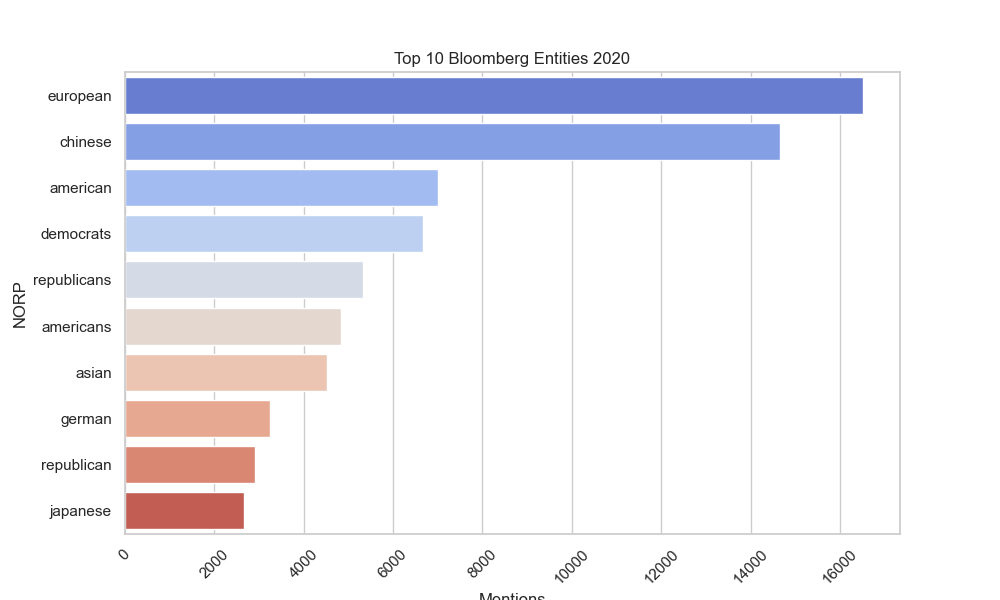 Top 10 Bloomberg Entities 2020
NORP
european
chinese
american
democrats
republicans
americans
asian
german
republican
japanese
0
2000
4000
6000
8000
10000
12000
14000
16000
Mentions